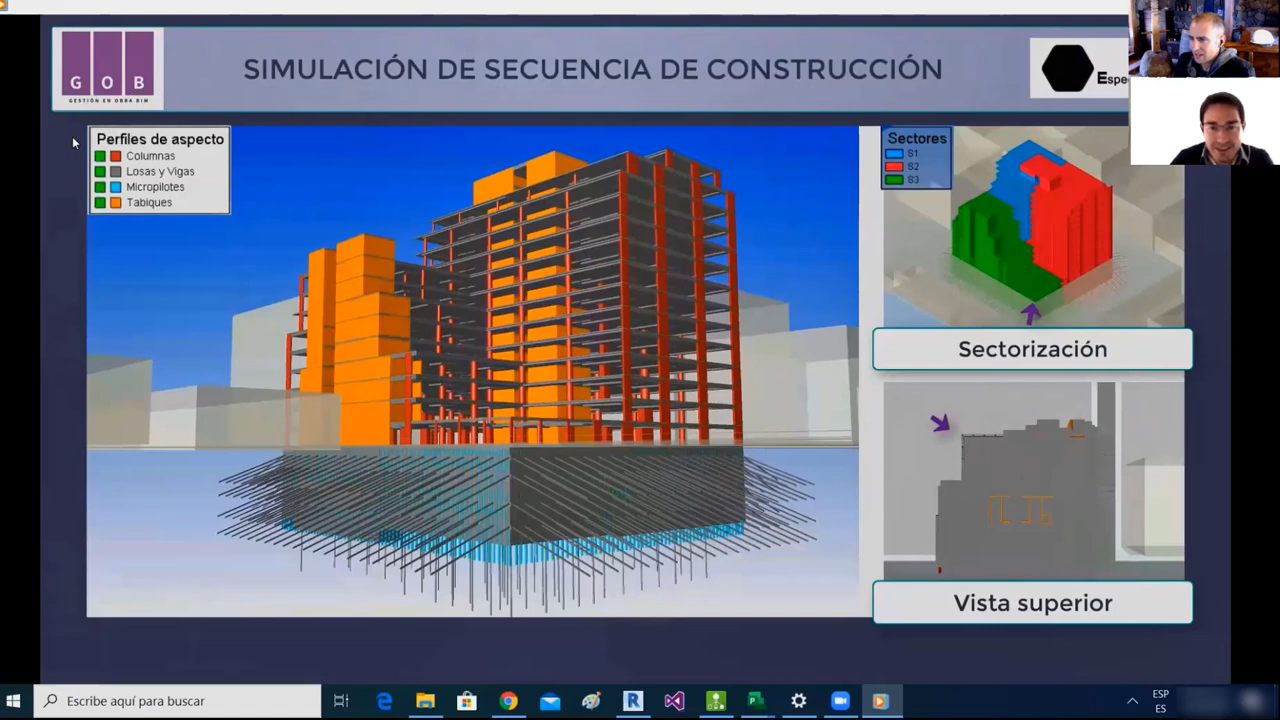 G O B
GESTIÓN EN OBRA BIM
SIMULACIÓN DE SECUENCIA DE CONSTRUCCIÓN
Perfiles de aspecto
Columnas
Losas y Vigas
Micropilotes
Tabiques
Sectores
S1
S2
S3
Sectorización
Vista superior
Escribe aquí para buscar
ESP
ES